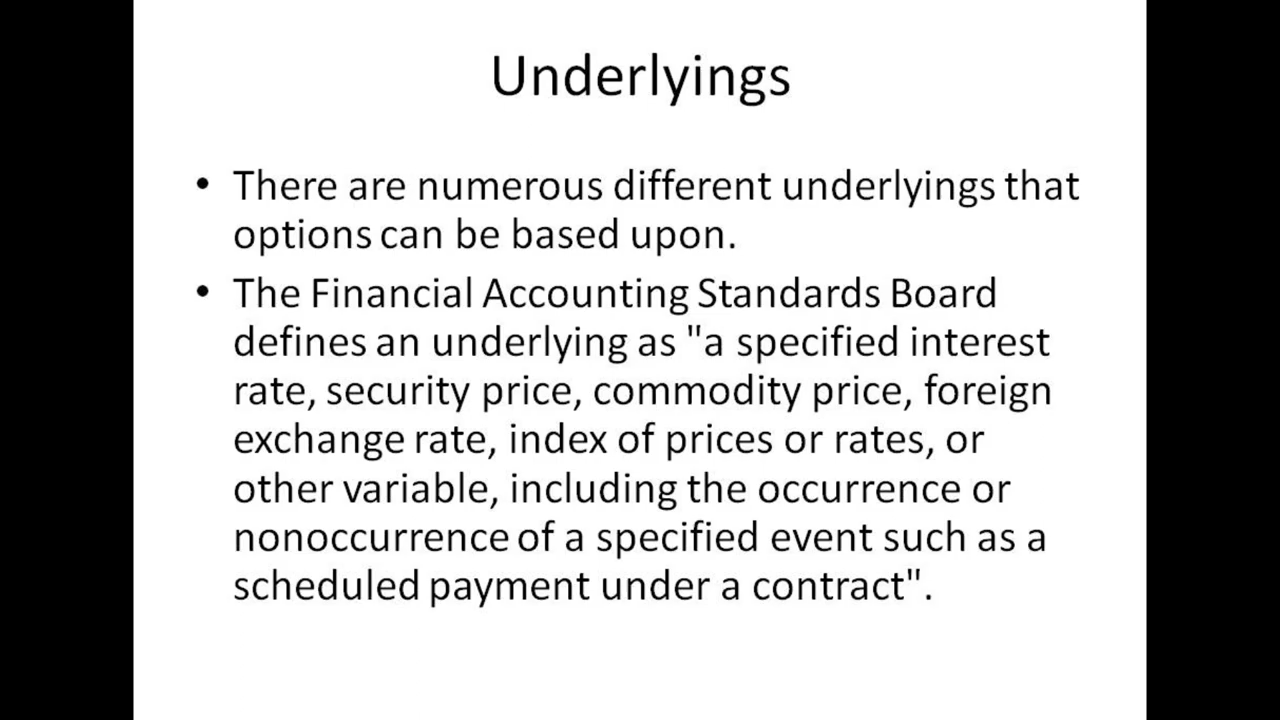 Underlyings
• There are numerous different underlyings that
options can be based upon.
• The Financial Accounting Standards Board
defines an underlying as "a specified interest
rate, security price, commodity price, foreign
exchange rate, index of prices or rates, or
other variable, including the occurrence or
nonoccurrence of a specified event such as a
scheduled payment under a contract".